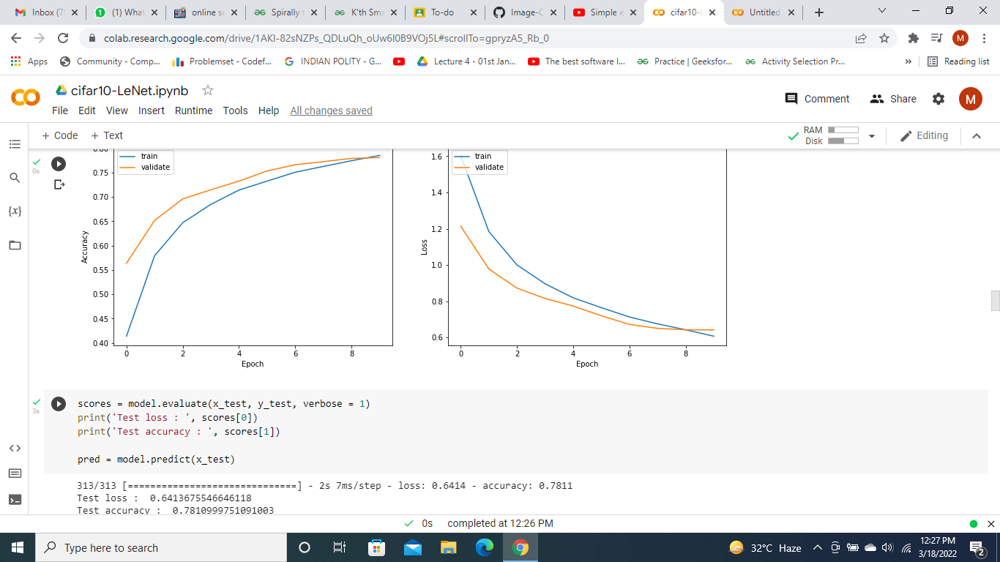 Inbox (7
(1) What
online se
Spirally t
K'th Sma
To-do
Image-C
Simple e
cifar10-L
Untitled
colab.research.google.com/drive/1AKI-82sNZPs_QDLuQh_oUw6I0B9VOj5L#scrollTo=gpryzA5_Rb_0
M
Apps
Community - Comp...
Problemset - Codef...
INDIAN POLITY - G...
Lecture 4 - 01st Jan...
The best software l...
Practice | Geeksfor...
Activity Selection Pr...
»
Reading list
cifar10-LeNet.ipynb
Comment
Share
M
File Edit View Insert Runtime Tools Help All changes saved
+ Code + Text
RAM
Disk
Editing
0s
{x}
0.80
0.75
0.70
0.65
0.60
0.55
0.50
0.45
0.40
Accuracy
train
validate
0 2 4 6 8
Epoch
1.6
1.4
1.2
1.0
0.8
0.6
Loss
train
validate
0 2 4 6 8
Epoch
3s
scores = model.evaluate(x_test, y_test, verbose = 1)
print('Test loss : ', scores[0])
print('Test accuracy : ', scores[1])
pred = model.predict(x_test)
313/313 [==============================] - 2s 7ms/step - loss: 0.6414 - accuracy: 0.7811
Test loss : 0.6413675546646118
Test accuracy : 0.7810999751091003
0s completed at 12:26 PM
Type here to search
32°C Haze
12:27 PM
3/18/2022
2